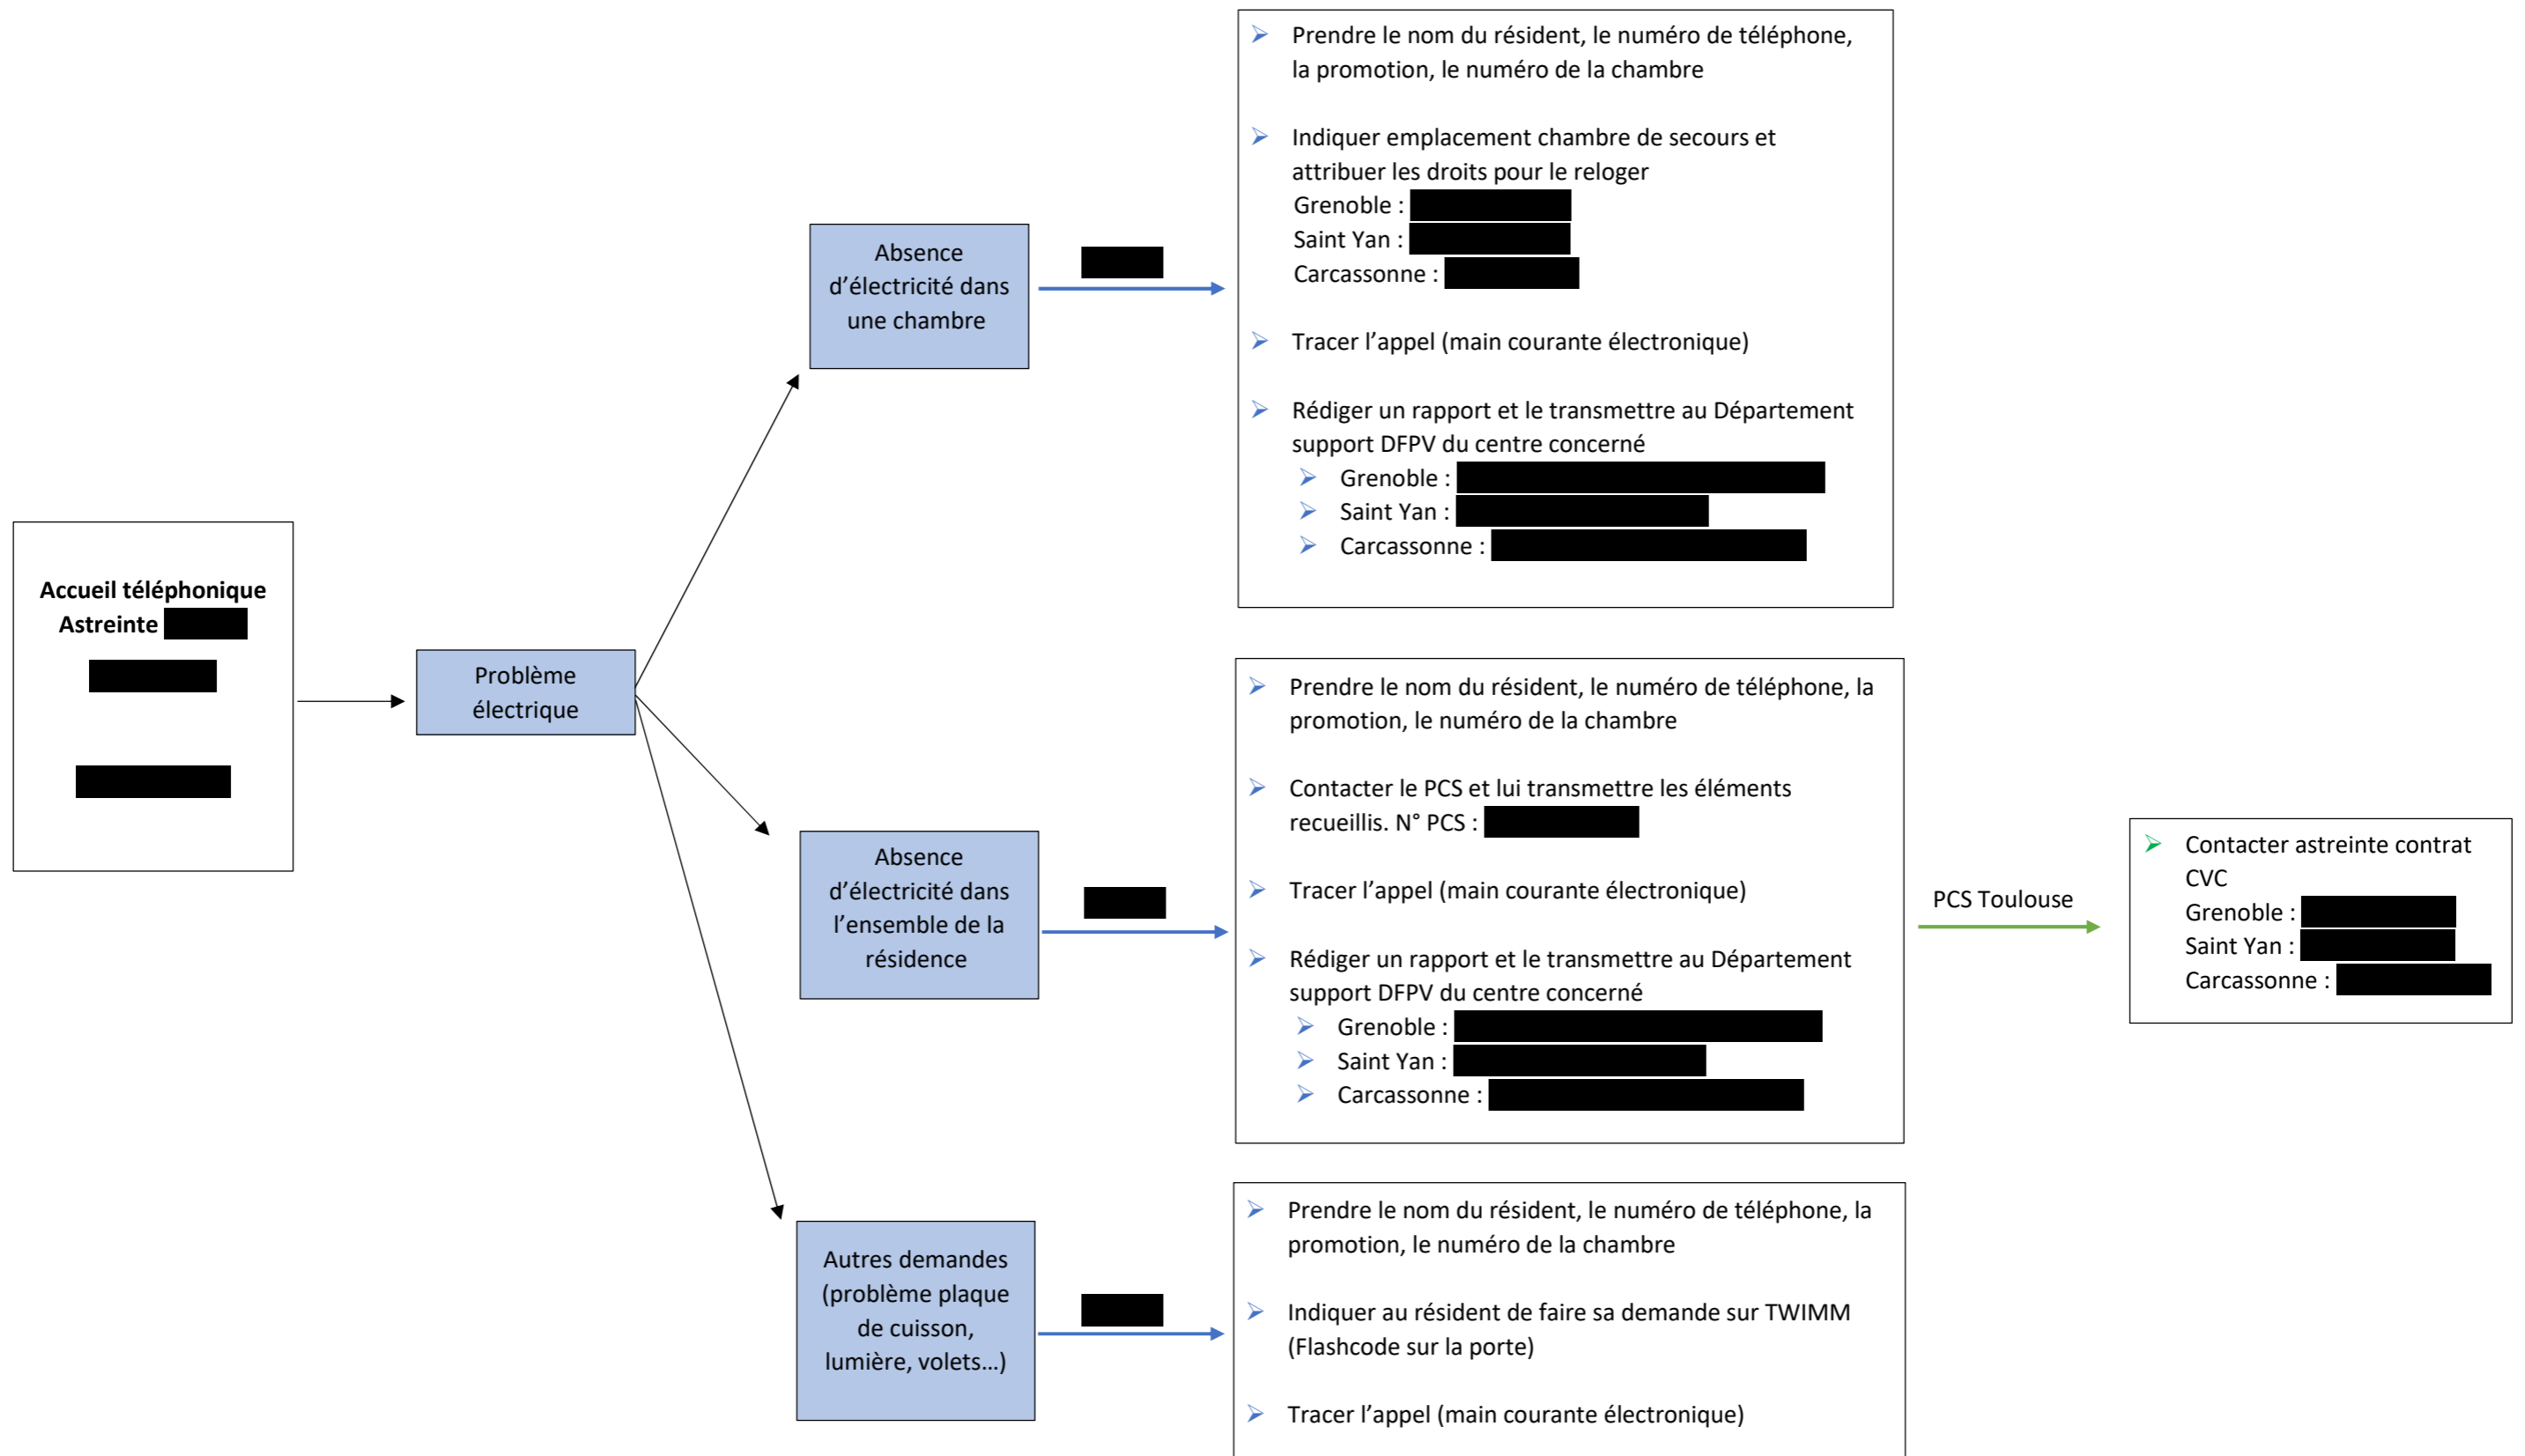 Accueil téléphonique
Astreinte
Problème
électrique
Absence
d’électricité dans
une chambre
➢ Prendre le nom du résident, le numéro de téléphone,
la promotion, le numéro de la chambre
➢ Indiquer emplacement chambre de secours et
attribuer les droits pour le reloger
Grenoble :
Saint Yan :
Carcassonne :
➢ Tracer l’appel (main courante électronique)
➢ Rédiger un rapport et le transmettre au Département
support DFPV du centre concerné
➢ Grenoble :
➢ Saint Yan :
➢ Carcassonne :
Absence
d’électricité dans
l’ensemble de la
résidence
➢ Prendre le nom du résident, le numéro de téléphone, la
promotion, le numéro de la chambre
➢ Contacter le PCS et lui transmettre les éléments
recueillis. N° PCS :
➢ Tracer l’appel (main courante électronique)
➢ Rédiger un rapport et le transmettre au Département
support DFPV du centre concerné
➢ Grenoble :
➢ Saint Yan :
➢ Carcassonne :
PCS Toulouse
➢ Contacter astreinte contrat
CVC
Grenoble :
Saint Yan :
Carcassonne :
Autres demandes
(problème plaque
de cuisson,
lumière, volets…)
➢ Prendre le nom du résident, le numéro de téléphone, la
promotion, le numéro de la chambre
➢ Indiquer au résident de faire sa demande sur TWIMM
(Flashcode sur la porte)
➢ Tracer l’appel (main courante électronique)